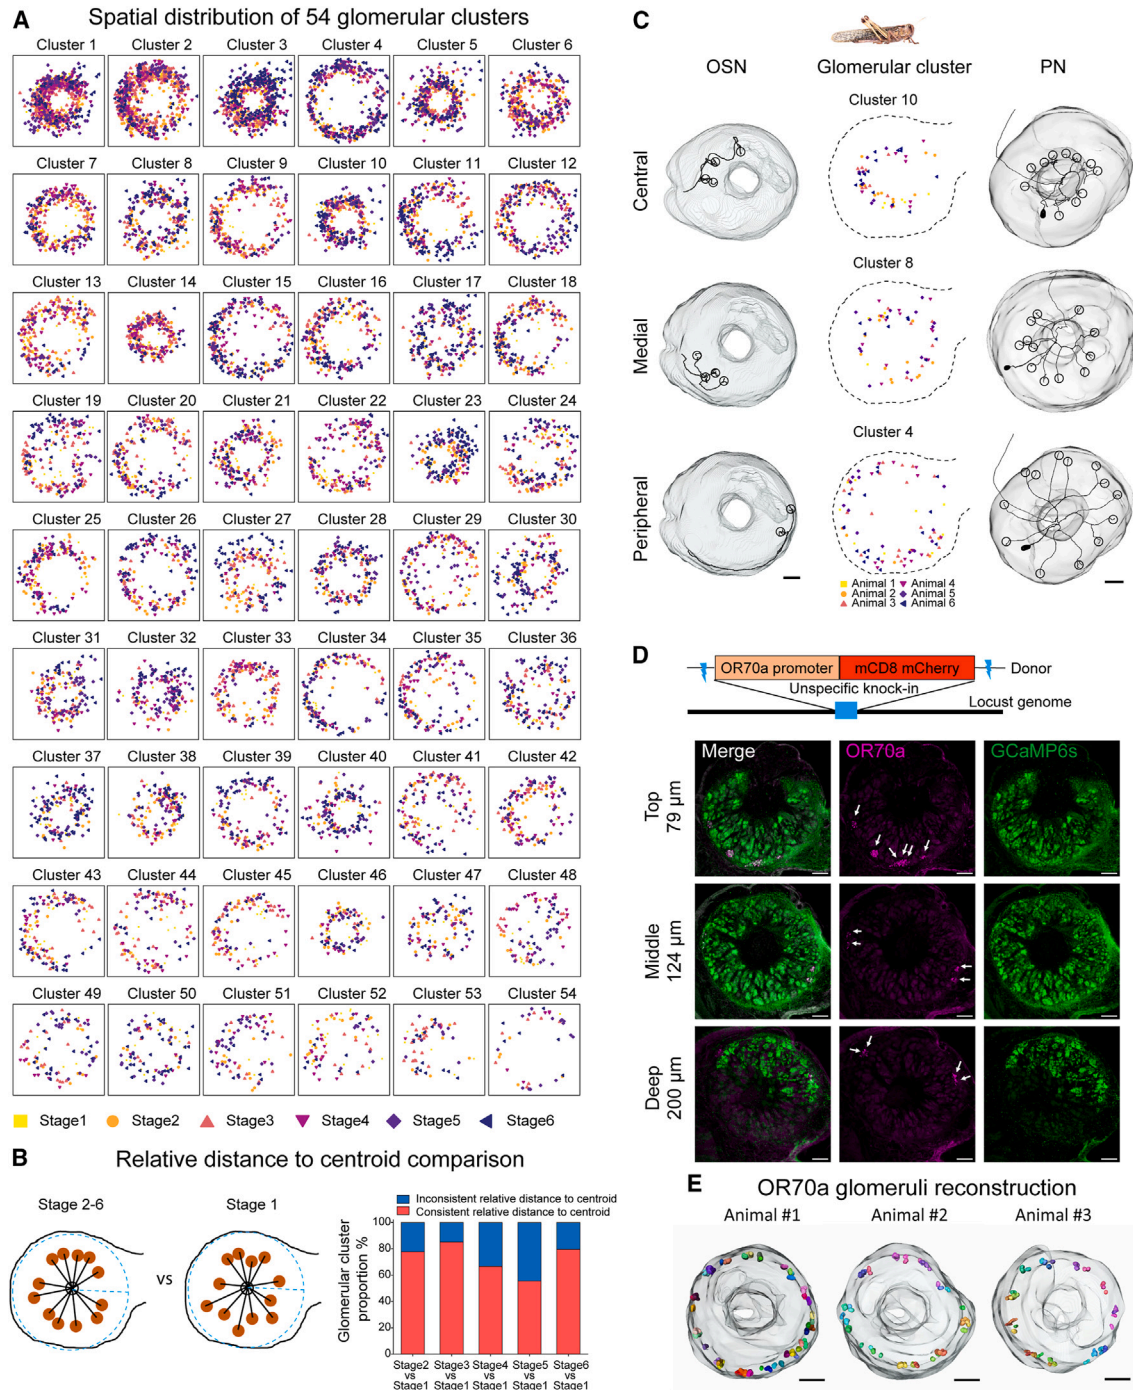 A Spatial distribution of 54 glomerular clusters
Cluster 1 Cluster 2 Cluster 3 Cluster 4 Cluster 5 Cluster 6
Cluster 7 Cluster 8 Cluster 9 Cluster 10 Cluster 11 Cluster 12
Cluster 13 Cluster 14 Cluster 15 Cluster 16 Cluster 17 Cluster 18
Cluster 19 Cluster 20 Cluster 21 Cluster 22 Cluster 23 Cluster 24
Cluster 25 Cluster 26 Cluster 27 Cluster 28 Cluster 29 Cluster 30
Cluster 31 Cluster 32 Cluster 33 Cluster 34 Cluster 35 Cluster 36
Cluster 37 Cluster 38 Cluster 39 Cluster 40 Cluster 41 Cluster 42
Cluster 43 Cluster 44 Cluster 45 Cluster 46 Cluster 47 Cluster 48
Cluster 49 Cluster 50 Cluster 51 Cluster 52 Cluster 53 Cluster 54
Stage1 Stage2 Stage3 Stage4 Stage5 Stage6
B Relative distance to centroid comparison
Stage 2-6
vs
Stage 1
Inconsistent relative distance to centroid
Consistent relative distance to centroid
Glomerular cluster
proportion %
100
80
60
40
20
0
Stage2 Stage3 Stage4 Stage5 Stage6
vs vs vs vs vs
Stage1 Stage1 Stage1 Stage1 Stage1
C
OSN Glomerular cluster PN
Central
Cluster 10
Medial
Cluster 8
Peripheral
Cluster 4
Animal 1 Animal 4
Animal 2 Animal 5
Animal 3 Animal 6
D
OR70a promoter mCD8 mCherry Donor
Unspecific knock-in
Locust genome
Merge OR70a GCaMP6s
Top
79 µm
Middle
124 µm
Deep
200 µm
E OR70a glomeruli reconstruction
Animal #1 Animal #2 Animal #3